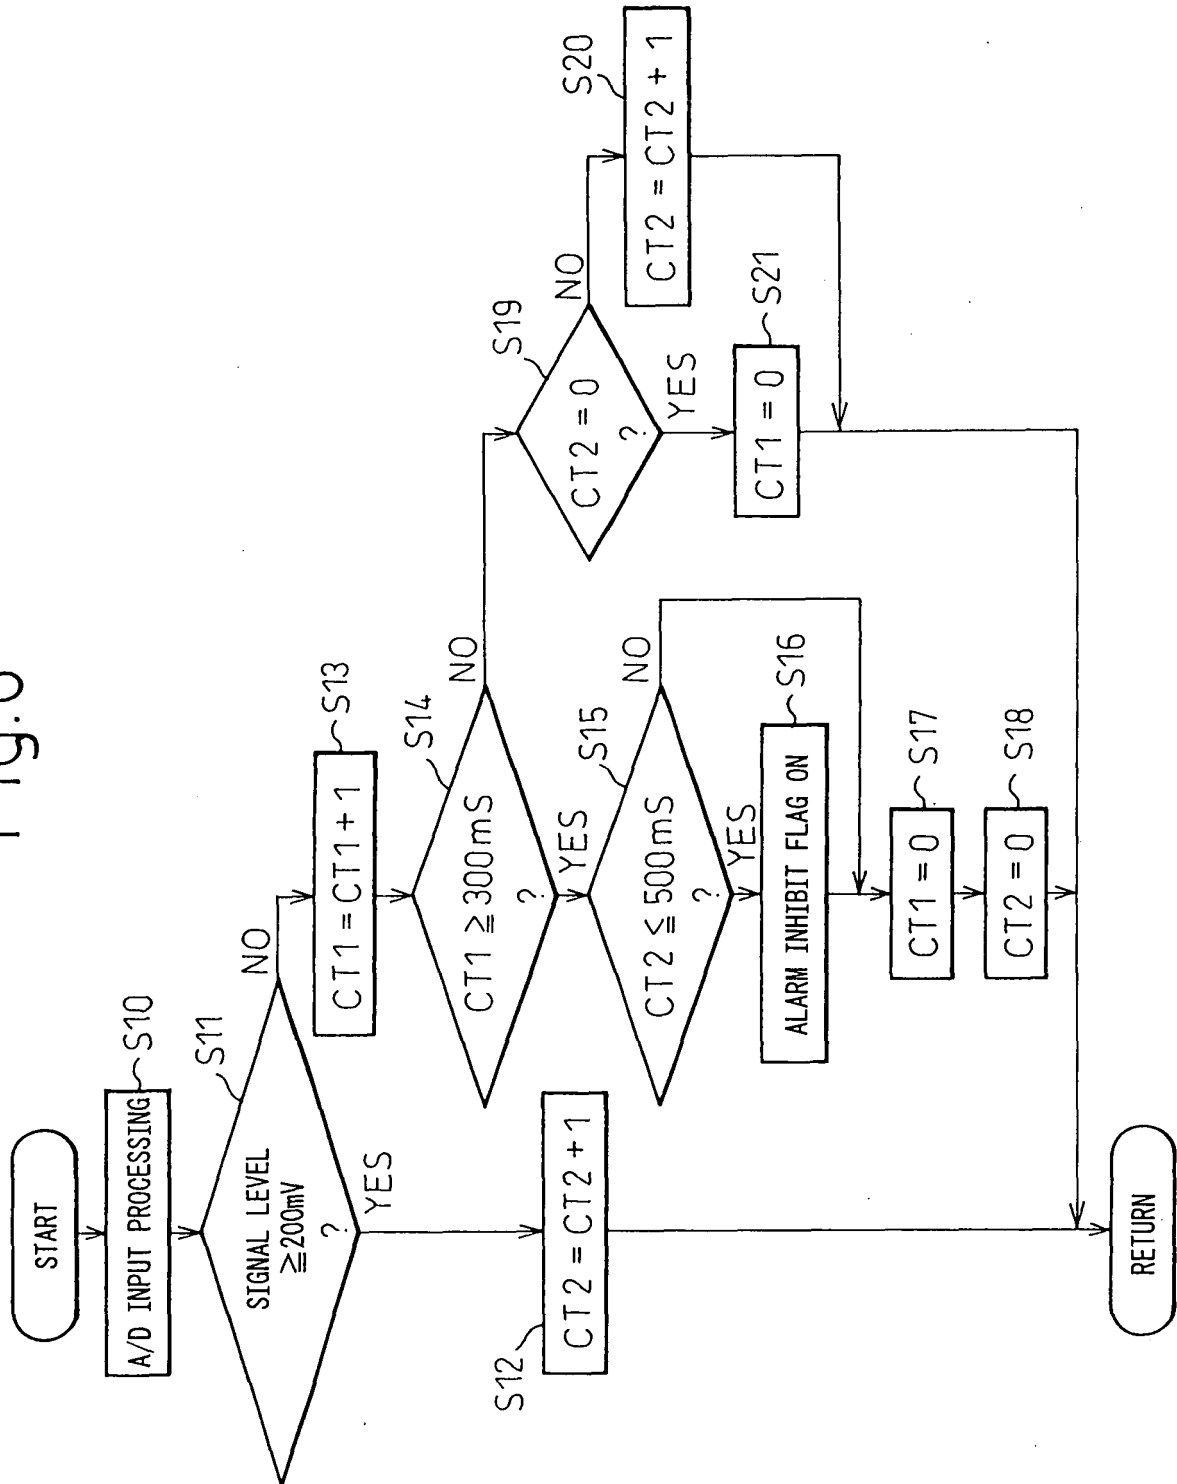 Fig.
START
A/D INPUT PROCESSING
S10
SIGNAL LEVEL
≧200mV
?
S11
NO
YES
S12
CT2 = CT2 + 1
CT1 = CT1 + 1
S13
CT1 ≧ 300mS
?
S14
NO
YES
CT2 ≦ 500mS
?
S15
NO
YES
ALARM INHIBIT FLAG ON
S16
CT1 = 0
S17
CT2 = 0
S18
CT2 = 0
?
S19
NO
YES
CT2 = CT2 + 1
S20
CT1 = 0
S21
RETURN